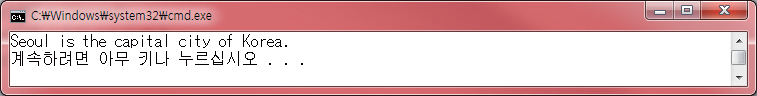 C:₩Windows₩system32₩cmd.exe
Seoul is the capital city of Korea.
계속하려면 아무 키나 누르십시오 . . .